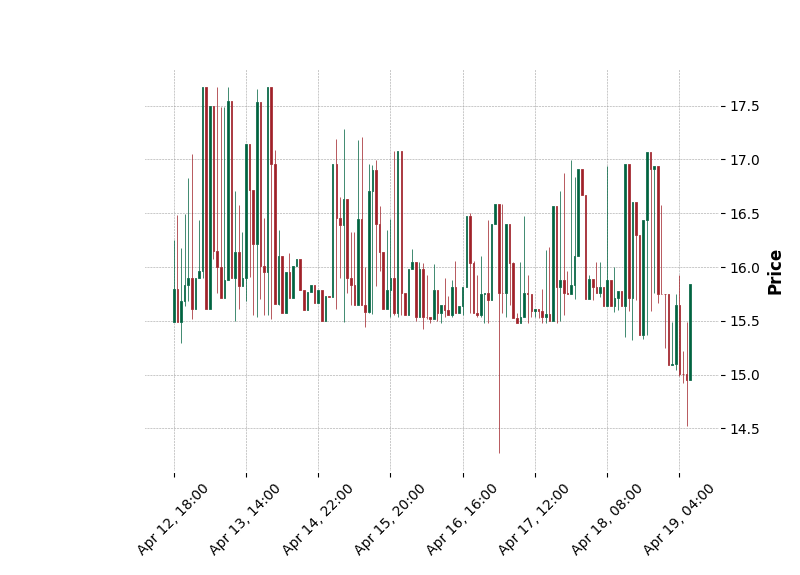 17.5
17.0
16.5
16.0
15.5
15.0
14.5
Price
Apr 12, 18:00
Apr 13, 14:00
Apr 14, 22:00
Apr 15, 20:00
Apr 16, 16:00
Apr 17, 12:00
Apr 18, 08:00
Apr 19, 04:00